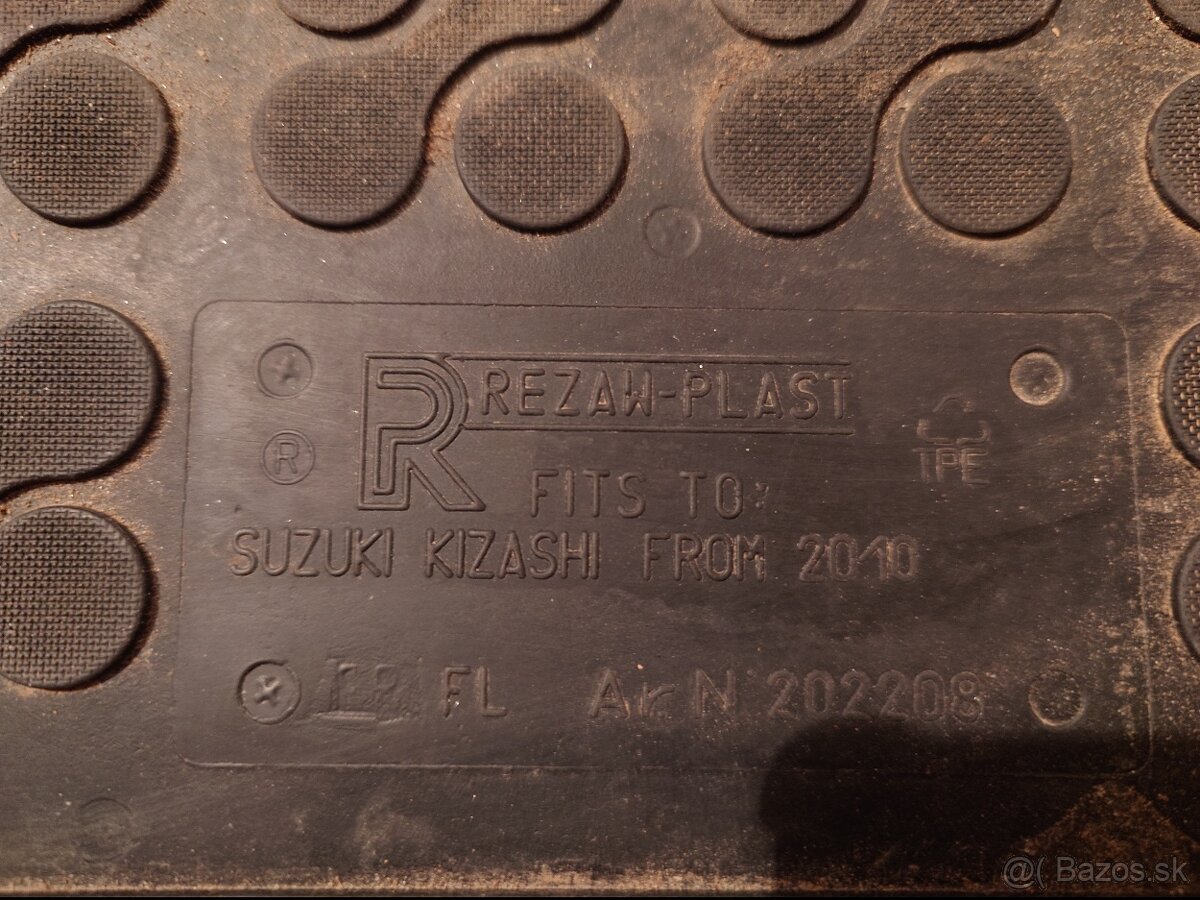 R REZAW-PLAST
TPE
®
FITS TO:
SUZUKI KIZASHI FROM 2010
FL Ar N° 202208
@( Bazos.sk